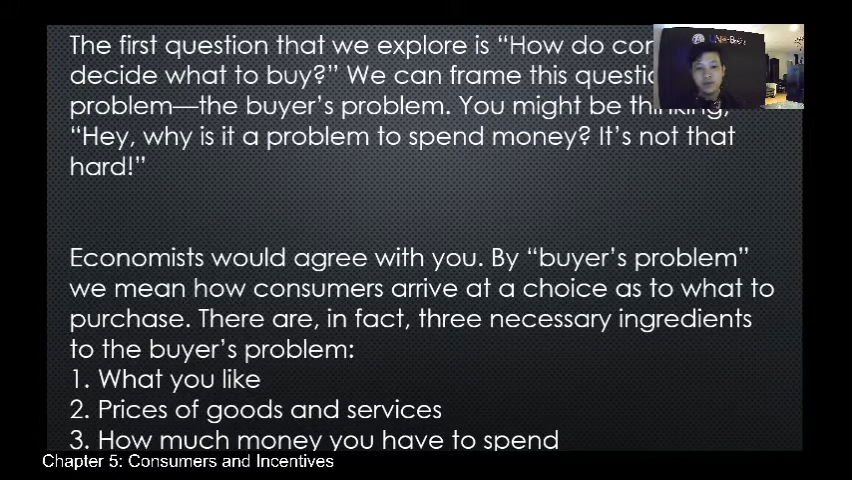 The first question that we explore is “How do
decide what to buy?” We can frame this
problem—the buyer’s problem. You might be thinking,
“Hey, why is it a problem to spend money? It’s not that
hard!”
Economists would agree with you. By “buyer’s problem”
we mean how consumers arrive at a choice as to what to
purchase. There are, in fact, three necessary ingredients
to the buyer’s problem:
1. What you like
2. Prices of goods and services
3. How much money you have to spend
Chapter 5: Consumers and Incentives